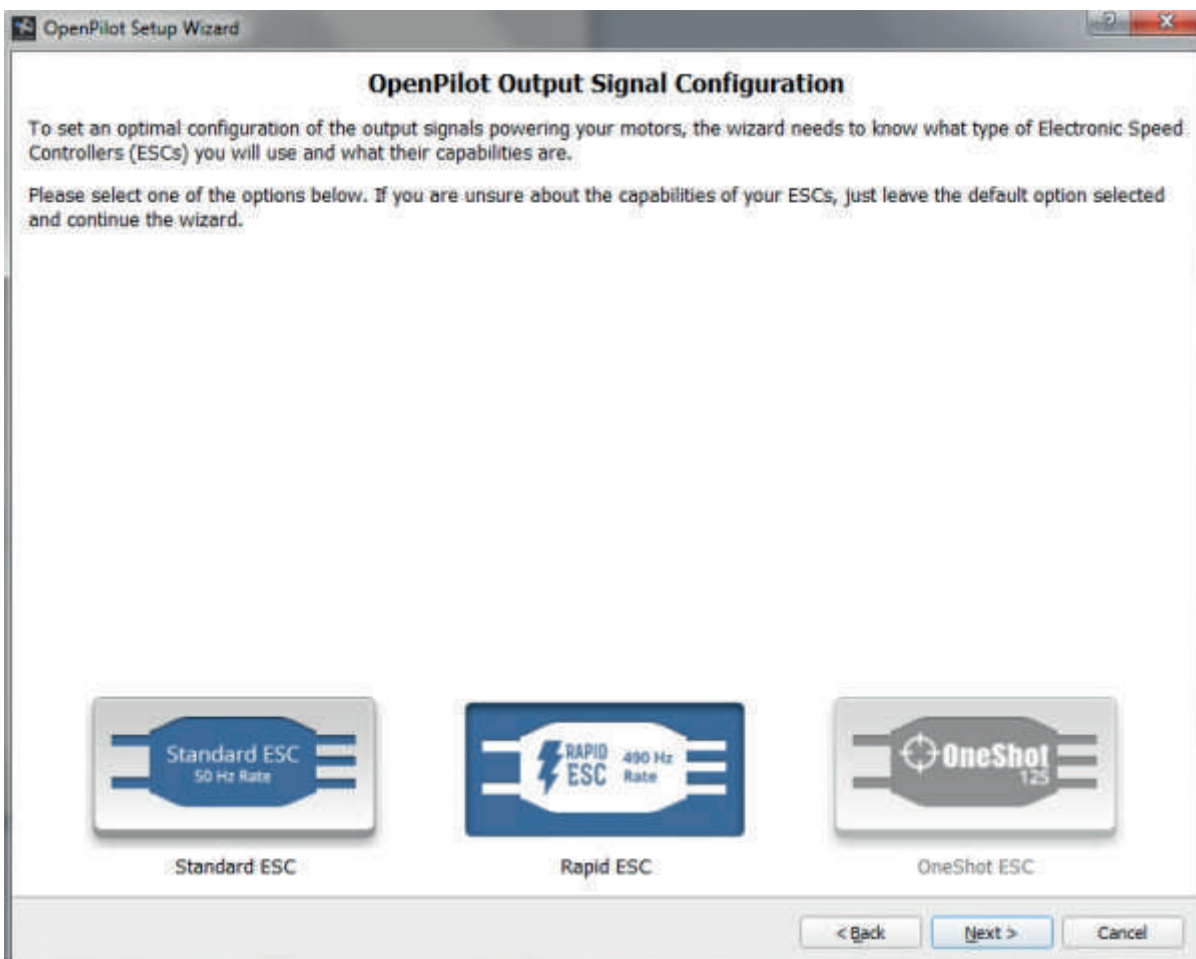 OpenPilot Setup Wizard
OpenPilot Output Signal Configuration
To set an optimal configuration of the output signals powering your motors, the wizard needs to know what type of Electronic Speed
Controllers (ESCs) you will use and what their capabilities are.
Please select one of the options below. If you are unsure about the capabilities of your ESCs, just leave the default option selected
and continue the wizard.
Standard ESC
50 Hz Rate
RAPID ESC
490 Hz Rate
OneShot
125
Standard ESC
Rapid ESC
OneShot ESC
< Back
Next >
Cancel